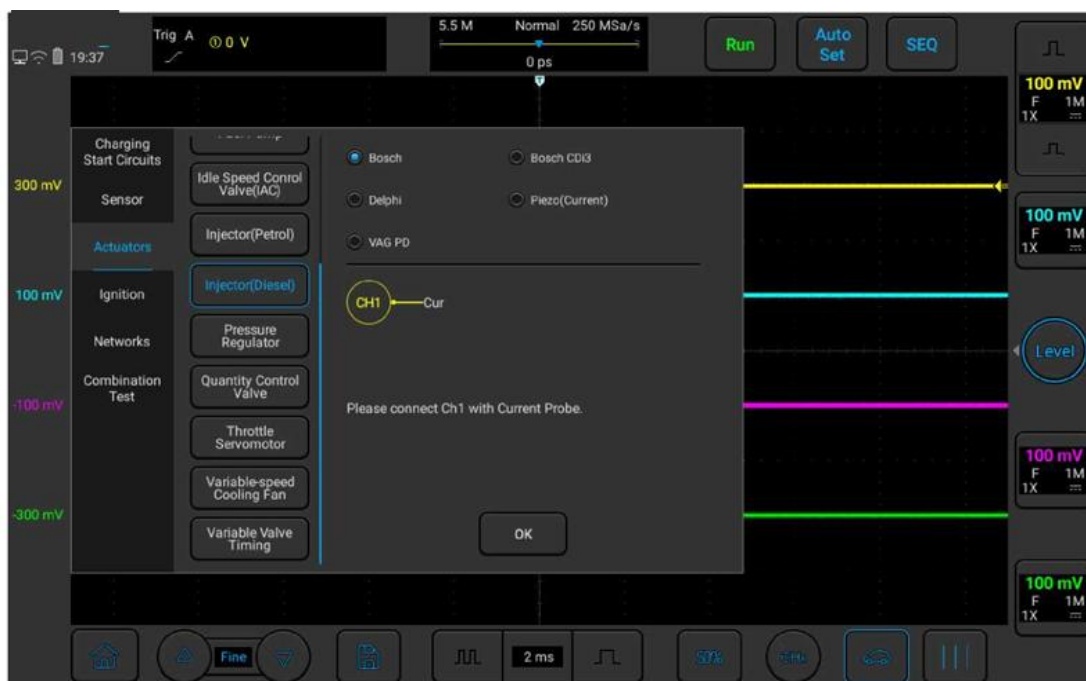 Trig A
① 0 V
5.5 M Normal 250 MSa/s
0 ps
T
Run
Auto
Set
SEQ
19:37
100 mV
F 1M
1X
300 mV
100 mV
-100 mV
-300 mV
Charging
Start Circuits
Sensor
Actuators
Ignition
Networks
Combination
Test
Idle Speed Conrol
Valve(IAC)
Injector(Petrol)
Injector(Diesel)
Pressure
Regulator
Quantity Control
Valve
Throttle
Servomotor
Variable-speed
Cooling Fan
Variable Valve
Timing
Bosch
Bosch CDi3
Delphi
Piezo(Current)
VAG PD
CH1
Cur
Please connect Ch1 with Current Probe.
OK
100 mV
F 1M
1X
Level
100 mV
F 1M
1X
100 mV
F 1M
1X
Fine
2 ms
50%